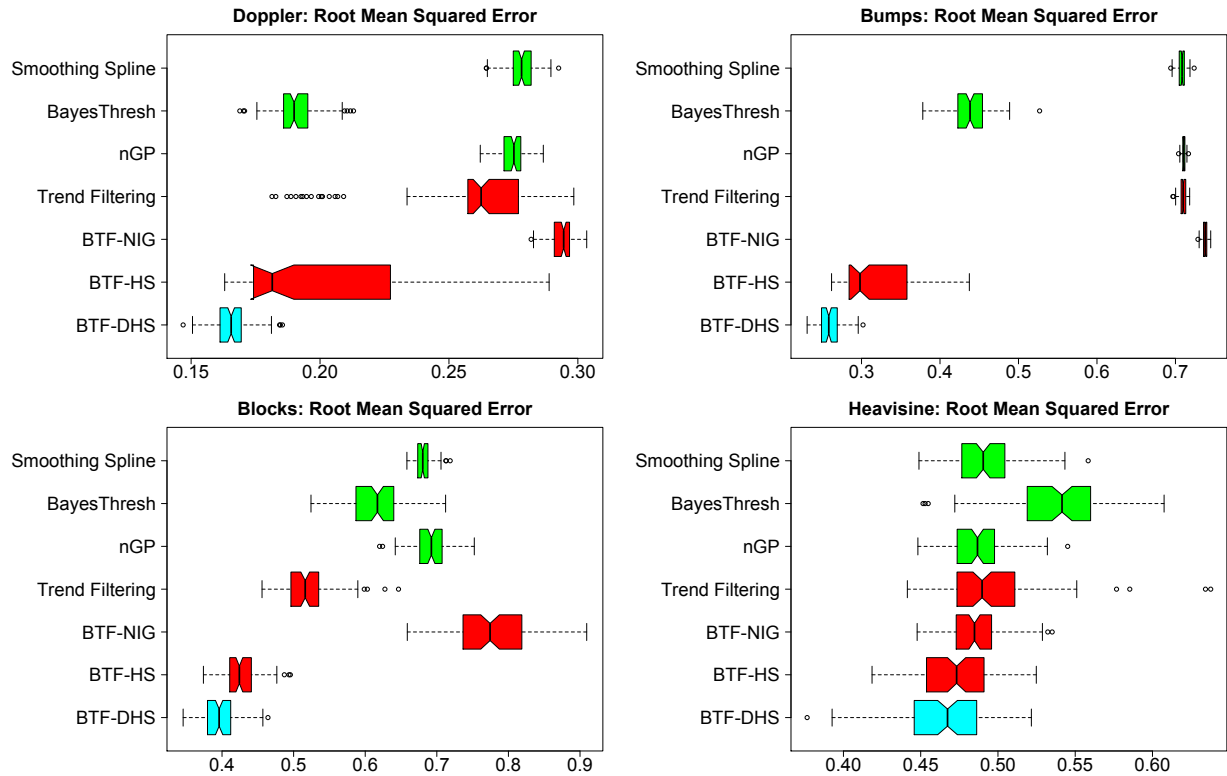 Doppler: Root Mean Squared Error
Smoothing Spline
BayesThresh
nGP
Trend Filtering
BTF-NIG
BTF-HS
BTF-DHS
0.15 0.20 0.25 0.30
Bumps: Root Mean Squared Error
Smoothing Spline
BayesThresh
nGP
Trend Filtering
BTF-NIG
BTF-HS
BTF-DHS
0.3 0.4 0.5 0.6 0.7
Blocks: Root Mean Squared Error
Smoothing Spline
BayesThresh
nGP
Trend Filtering
BTF-NIG
BTF-HS
BTF-DHS
0.4 0.5 0.6 0.7 0.8 0.9
Heavisine: Root Mean Squared Error
Smoothing Spline
BayesThresh
nGP
Trend Filtering
BTF-NIG
BTF-HS
BTF-DHS
0.40 0.45 0.50 0.55 0.60